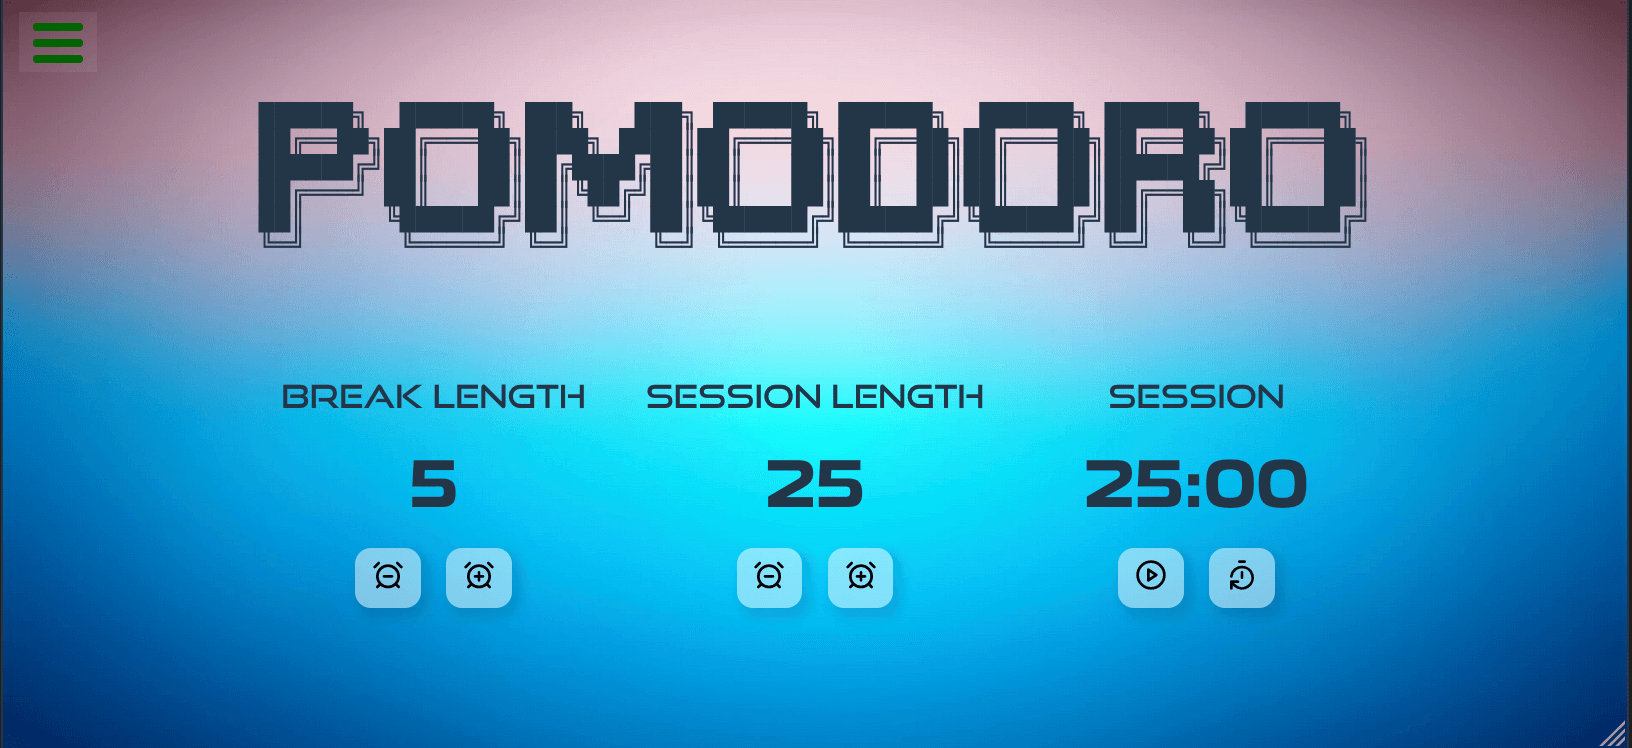 POMODORO
BREAK LENGTH
5
SESSION LENGTH
25
SESSION
25:00